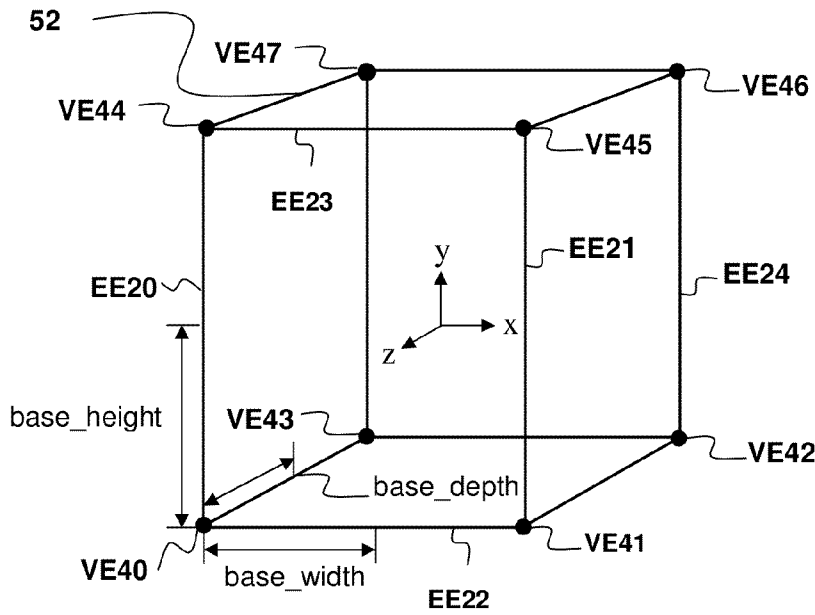 52
VE47
VE46
VE44
VE45
EE23
y
EE21
EE20
EE24
x
z
base_height
VE43
VE42
base_depth
VE41
VE40
base_width
EE22